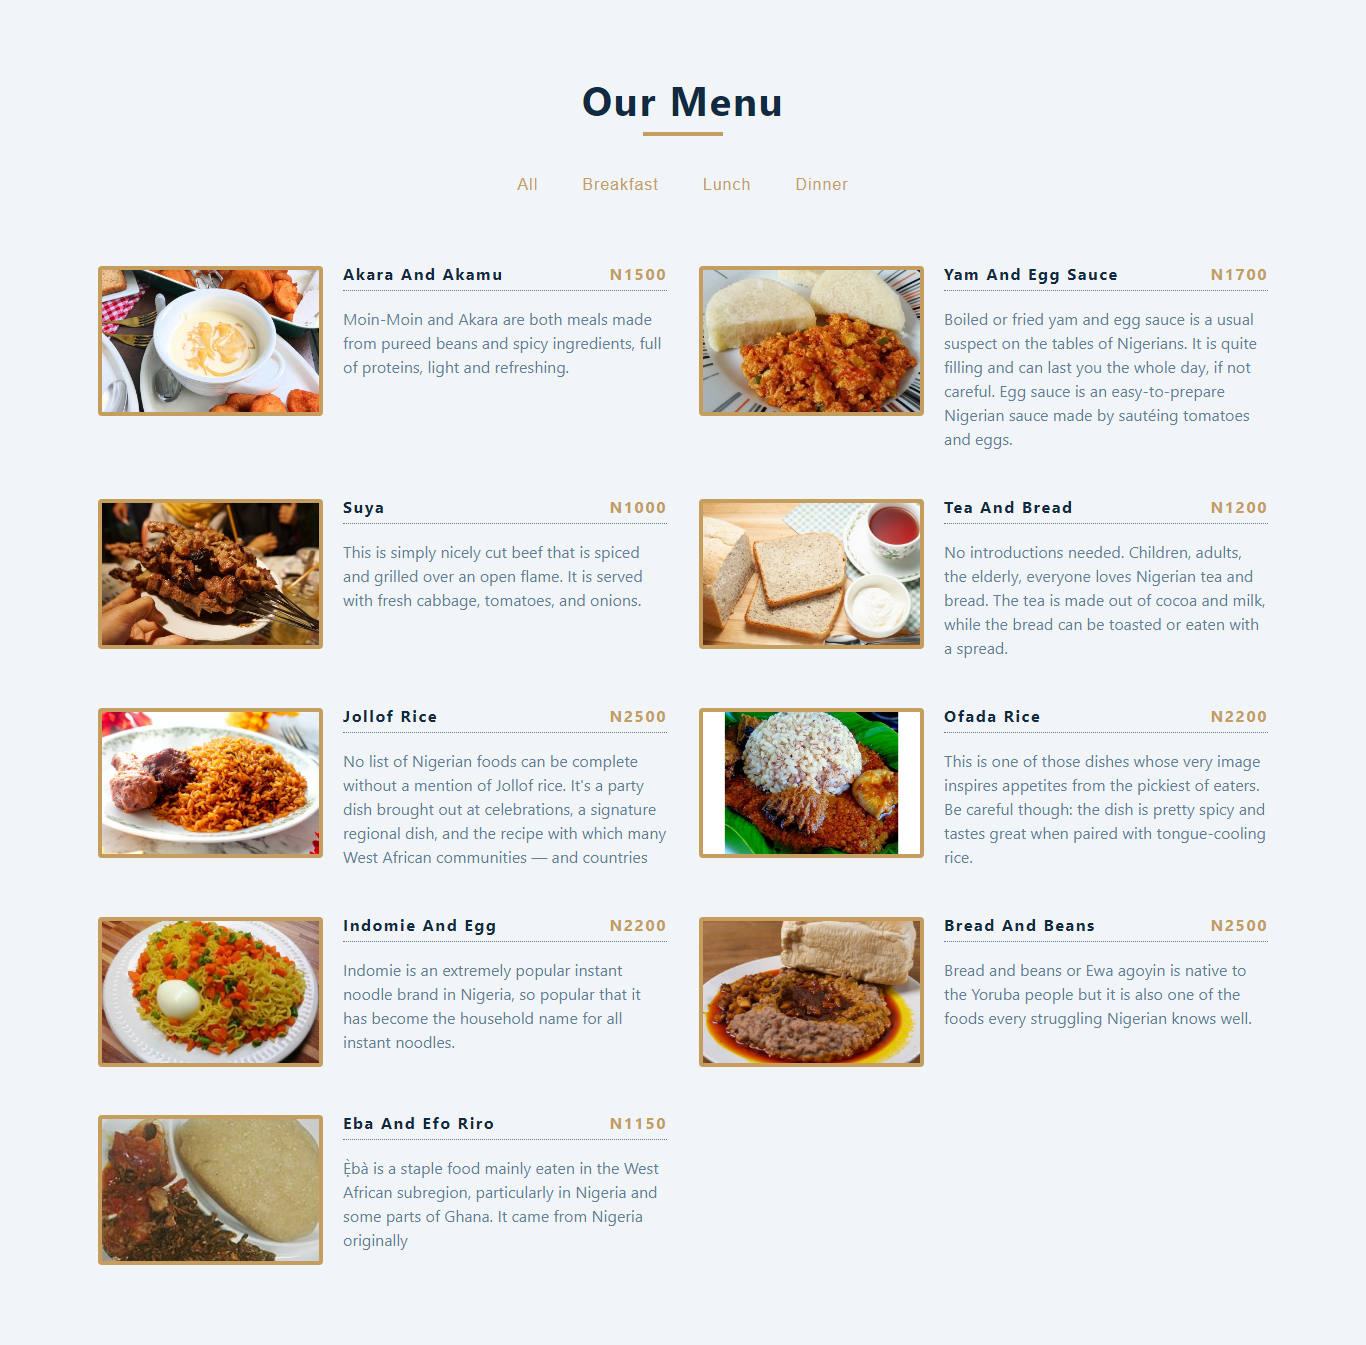 Our Menu
All Breakfast Lunch Dinner
Akara And Akamu N1500
Moin-Moin and Akara are both meals made
from pureed beans and spicy ingredients, full
of proteins, light and refreshing.
Yam And Egg Sauce N1700
Boiled or fried yam and egg sauce is a usual
suspect on the tables of Nigerians. It is quite
filling and can last you the whole day, if not
careful. Egg sauce is an easy-to-prepare
Nigerian sauce made by sautéing tomatoes
and eggs.
Suya N1000
This is simply nicely cut beef that is spiced
and grilled over an open flame. It is served
with fresh cabbage, tomatoes, and onions.
Tea And Bread N1200
No introductions needed. Children, adults,
the elderly, everyone loves Nigerian tea and
bread. The tea is made out of cocoa and milk,
while the bread can be toasted or eaten with
a spread.
Jollof Rice N2500
No list of Nigerian foods can be complete
without a mention of Jollof rice. It's a party
dish brought out at celebrations, a signature
regional dish, and the recipe with which many
West African communities — and countries
Ofada Rice N2200
This is one of those dishes whose very image
inspires appetites from the pickiest of eaters.
Be careful though: the dish is pretty spicy and
tastes great when paired with tongue-cooling
rice.
Indomie And Egg N2200
Indomie is an extremely popular instant
noodle brand in Nigeria, so popular that it
has become the household name for all
instant noodles.
Bread And Beans N2500
Bread and beans or Ewa agoyin is native to
the Yoruba people but it is also one of the
foods every struggling Nigerian knows well.
Eba And Efo Riro N1150
Ẹ̀bà is a staple food mainly eaten in the West
African subregion, particularly in Nigeria and
some parts of Ghana. It came from Nigeria
originally